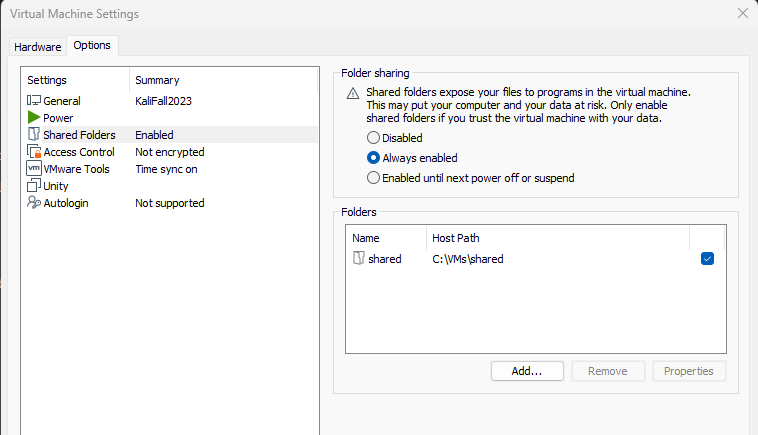 Virtual Machine Settings
Hardware Options
Settings Summary
General KaliFall2023
Power
Shared Folders Enabled
Access Control Not encrypted
vm VMware Tools Time sync on
Unity
Autologin Not supported
Folder sharing
Shared folders expose your files to programs in the virtual machine.
This may put your computer and your data at risk. Only enable
shared folders if you trust the virtual machine with your data.
Disabled
Always enabled
Enabled until next power off or suspend
Folders
Name Host Path
shared C:\VMs\shared
Add... Remove Properties